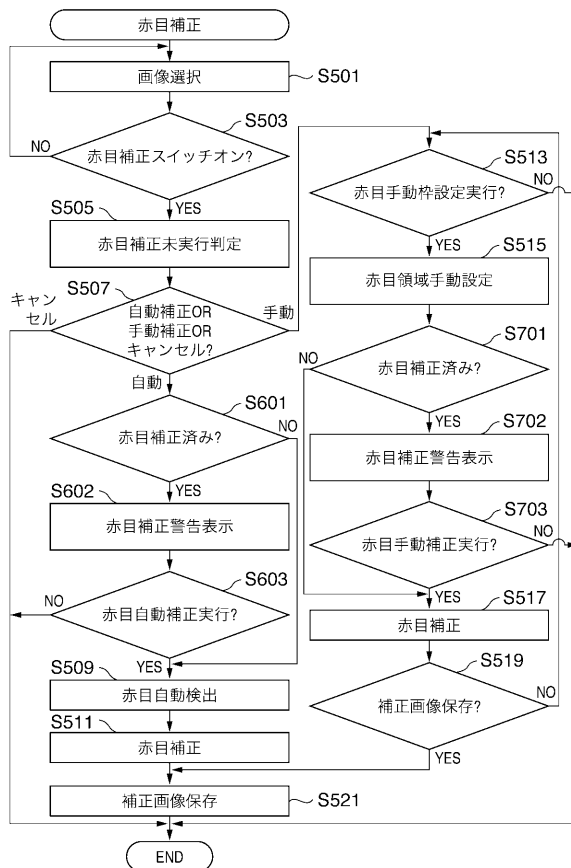 赤目補正
画像選択
S501
S503
NO
赤目補正スイッチオン?
YES
S505
赤目補正未実行判定
S507
キャン
セル
自動補正OR
手動補正OR
キャンセル?
手動
自動
S601
赤目補正済み?
NO
YES
S602
赤目補正警告表示
S603
NO
赤目自動補正実行?
YES
S509
赤目自動検出
S511
赤目補正
補正画像保存
S521
END
S513
NO
赤目手動枠設定実行?
YES
S515
赤目領域手動設定
S701
NO
赤目補正済み?
YES
S702
赤目補正警告表示
S703
NO
赤目手動補正実行?
YES
S517
赤目補正
S519
補正画像保存?
NO
YES